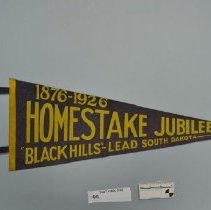 1876-1926
HOMESTAKE JUBILEE
"BLACK HILLS"-LEAD SOUTH DAKOTA